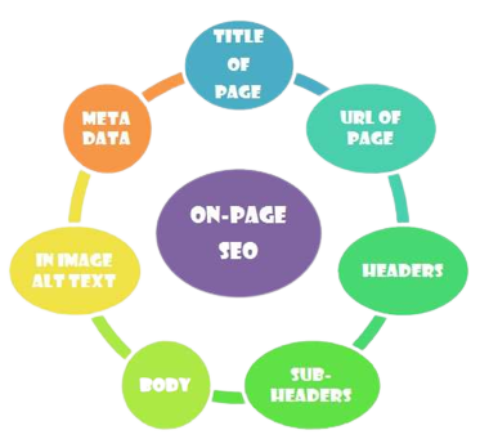 TITLE
OF
PAGE
URL OF
PAGE
HEADERS
SUB-
HEADERS
BODY
IN IMAGE
ALT TEXT
META
DATA
ON-PAGE
SEO